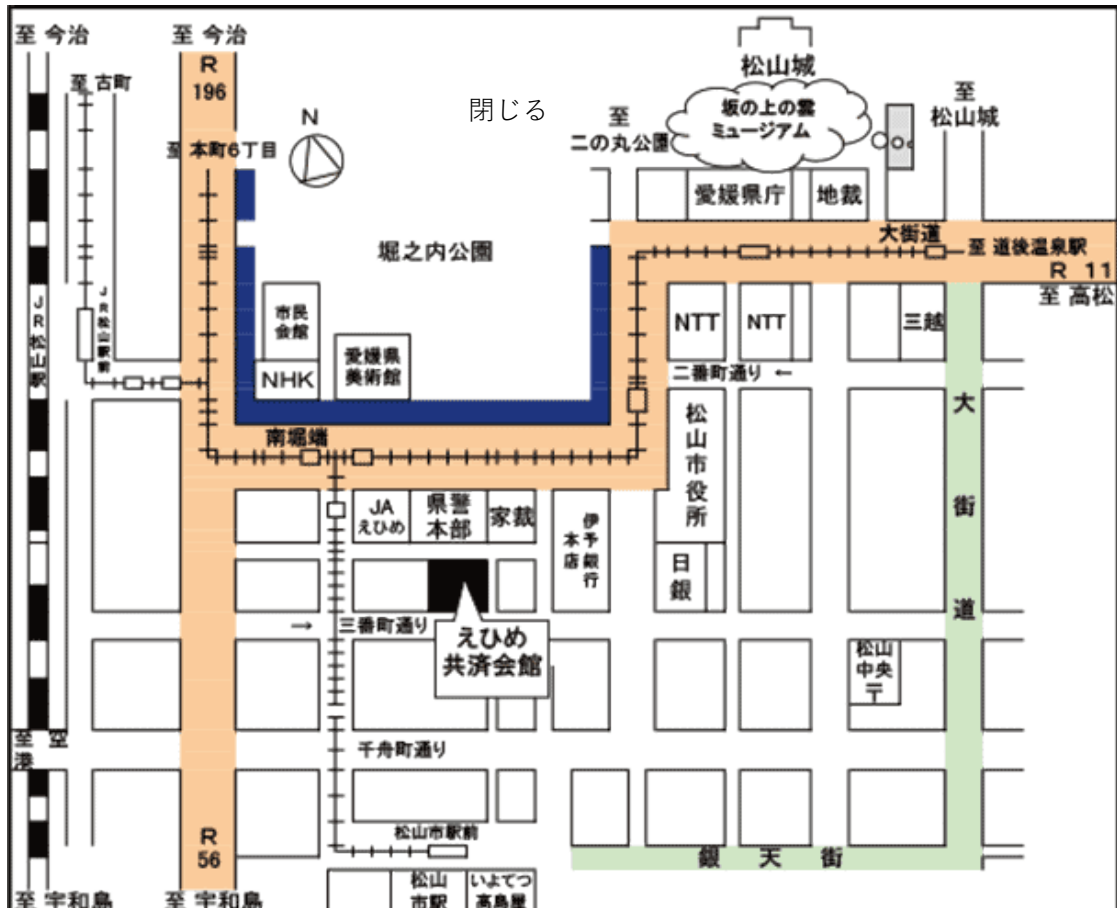 至 今治
至 今治
R
196
至 古町
至 本町6丁目
N
閉じる
至
二の丸公園
松山城
坂の上の雲
ミュージアム
至
松山城
愛媛県庁
地裁
大街道
至 道後温泉駅
R 11
至 高松
堀之内公園
市民
会館
NHK
愛媛県
美術館
JR松山駅
JR松山駅前
NTT
NTT
三越
二番町通り ←
南堀端
松山市役所
大街道
JA
えひめ
県警
本部
家裁
伊予銀行
本店
日銀
→ 三番町通り
えひめ
共済会館
松山
中央
〒
至 空
港
千舟町通り
松山市駅前
R
56
銀天街
至 宇和島
至 宇和島
松山
市駅
いよてつ
高島屋